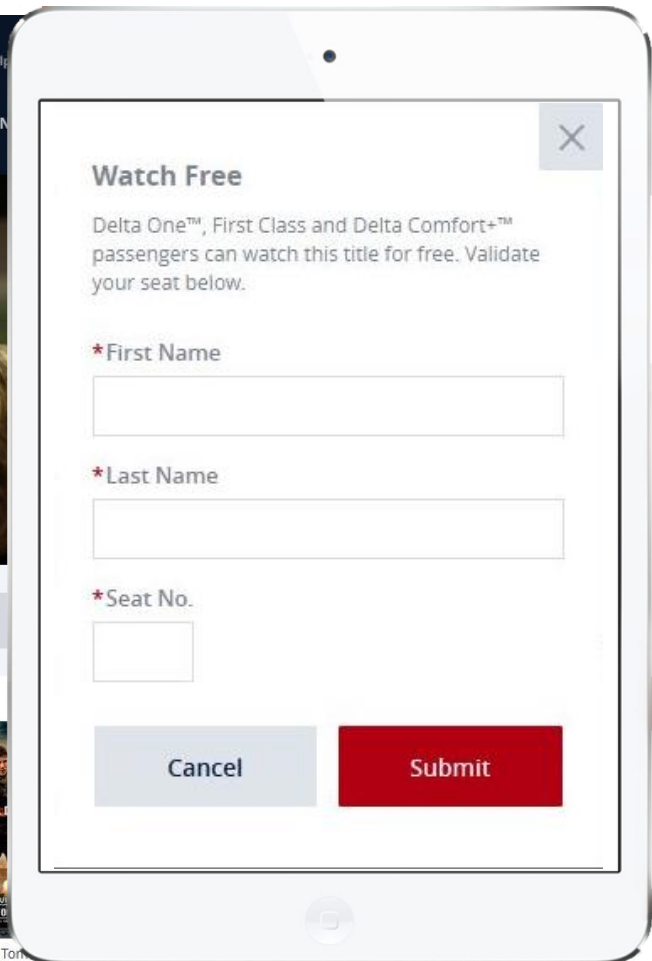 Watch Free
Delta One™, First Class and Delta Comfort+™
passengers can watch this title for free. Validate
your seat below.
*First Name
*Last Name
*Seat No.
Cancel
Submit